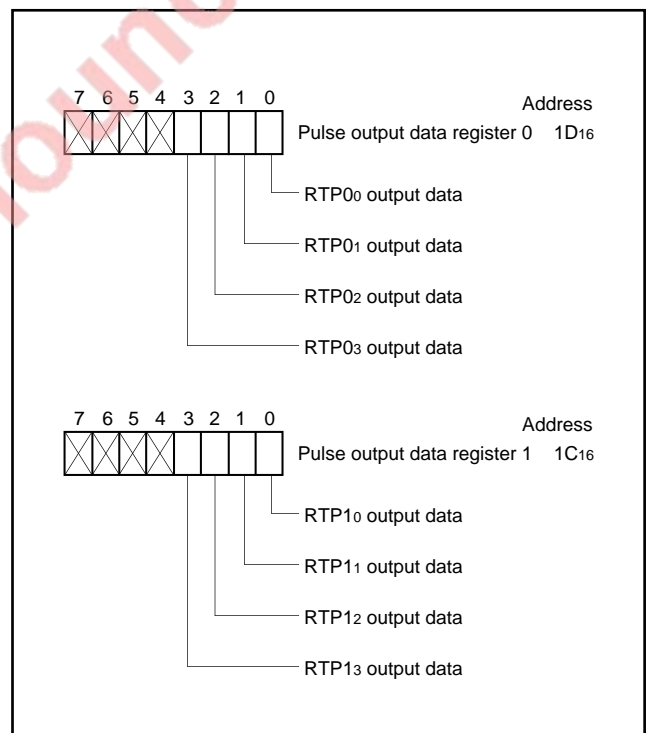 7 6 5 4 3 2 1 0
Address
Pulse output data register 0 1D16
RTP00 output data
RTP01 output data
RTP02 output data
RTP03 output data
7 6 5 4 3 2 1 0
Address
Pulse output data register 1 1C16
RTP10 output data
RTP11 output data
RTP12 output data
RTP13 output data